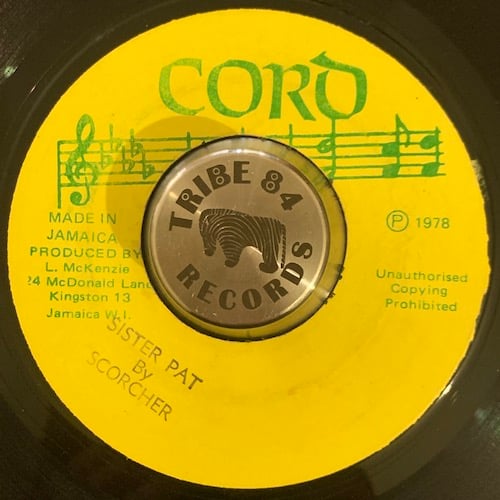 CORD
TRIBE 84
RECORDS
MADE IN
JAMAICA
PRODUCED BY
L. McKenzie
24 McDonald Lane
Kingston 13
Jamaica W.I.
Ⓟ 1978
Unauthorised
Copying
Prohibited
SISTER PAT
By
SCORCHER